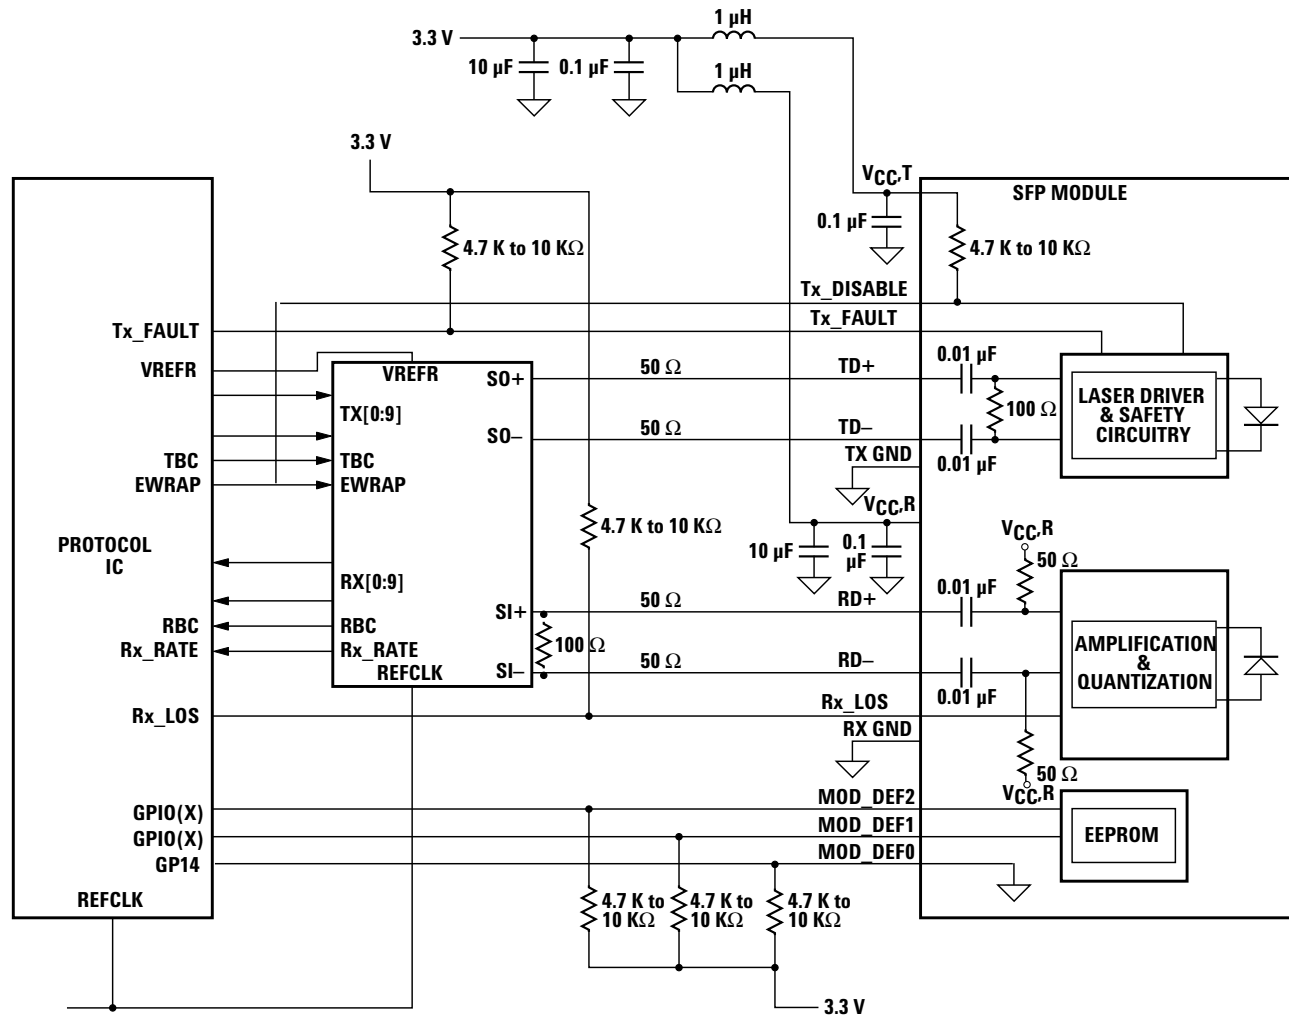 1 µH
3.3 V
10 µF
0.1 µF
1 µH
3.3 V
VCC,T
SFP MODULE
0.1 µF
4.7 K to 10 KΩ
4.7 K to 10 KΩ
Tx_DISABLE
Tx_FAULT
Tx_FAULT
VREFR
VREFR
SO+
50 Ω
TD+
0.01 µF
TX[0:9]
100 Ω
LASER DRIVER
& SAFETY
CIRCUITRY
SO–
50 Ω
TD–
0.01 µF
TBC
TBC
TX GND
EWRAP
EWRAP
VCC,R
4.7 K to 10 KΩ
PROTOCOL
IC
10 µF
0.1
µF
VCC,R
50 Ω
RX[0:9]
SI+
50 Ω
RD+
0.01 µF
RBC
RBC
100 Ω
Rx_RATE
Rx_RATE
REFCLK
SI–
50 Ω
RD–
0.01 µF
AMPLIFICATION
&
QUANTIZATION
Rx_LOS
Rx_LOS
RX GND
50 Ω
VCC,R
GPIO(X)
MOD_DEF2
GPIO(X)
MOD_DEF1
EEPROM
GP14
MOD_DEF0
REFCLK
4.7 K to
10 KΩ
4.7 K to
10 KΩ
4.7 K to
10 KΩ
3.3 V